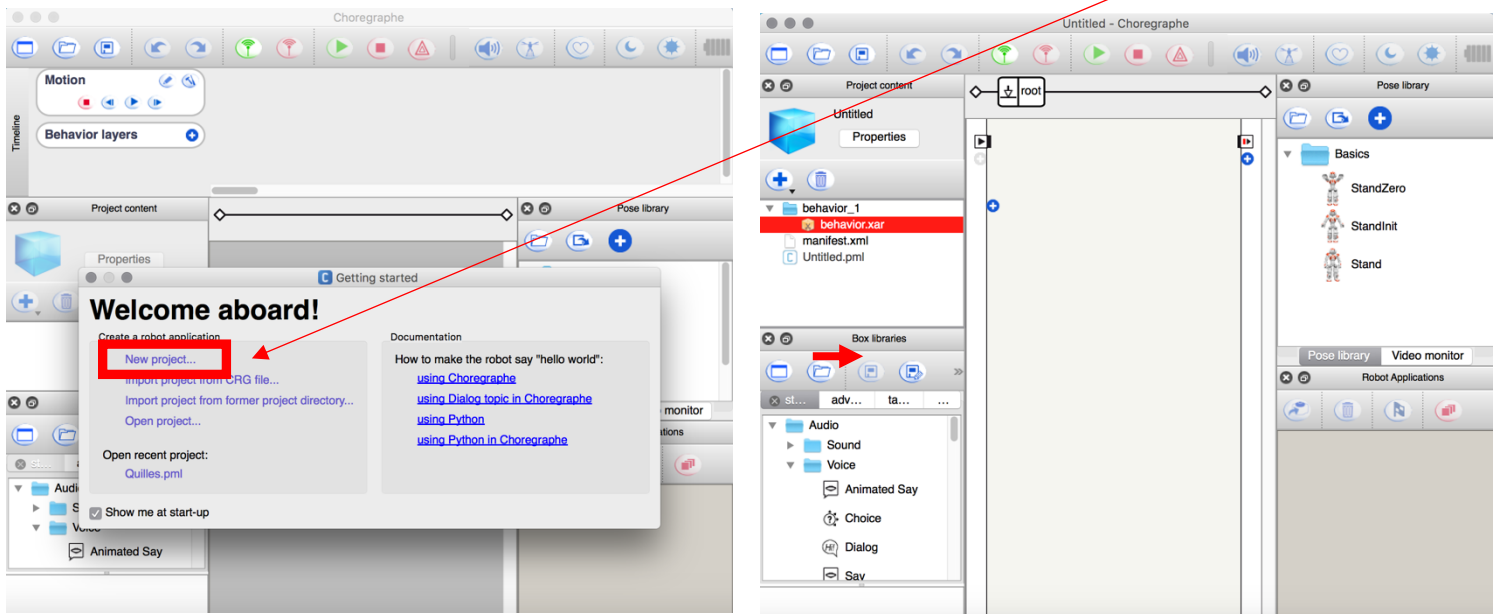 Choregraphe
Motion
Behavior layers
Timeline
Project content
Pose library
Properties
Getting started
Welcome aboard!
Create a robot application
New project...
Import project from CRG file...
Import project from former project directory...
Open project...
Open recent project:
Quilles.pml
Show me at start-up
Documentation
How to make the robot say "hello world":
using Choregraphe
using Dialog topic in Choregraphe
using Python
using Python in Choregraphe
monitor
Animated Say
Untitled - Choregraphe
Project content
Untitled
Properties
behavior_1
behavior.xar
manifest.xml
Untitled.pml
root
Pose library
Basics
StandZero
StandInit
Stand
Box libraries
st... adv... ta... ...
Audio
Sound
Voice
Animated Say
Choice
Dialog
Say
Pose library Video monitor
Robot Applications